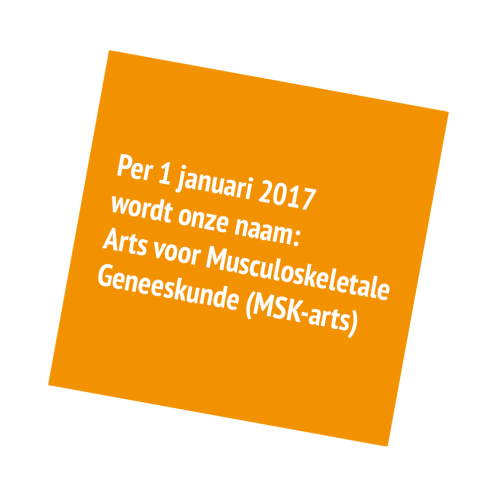 Per 1 januari 2017
wordt onze naam:
Arts voor Musculoskeletale
Geneeskunde (MSK-arts)